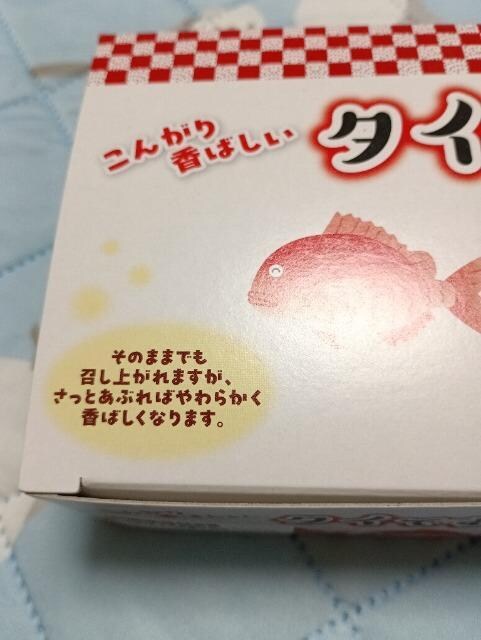 こんがり
香ばしい
タイ
そのままでも
召し上がれますが、
さっとあぶればやわらかく
香ばしくなります。